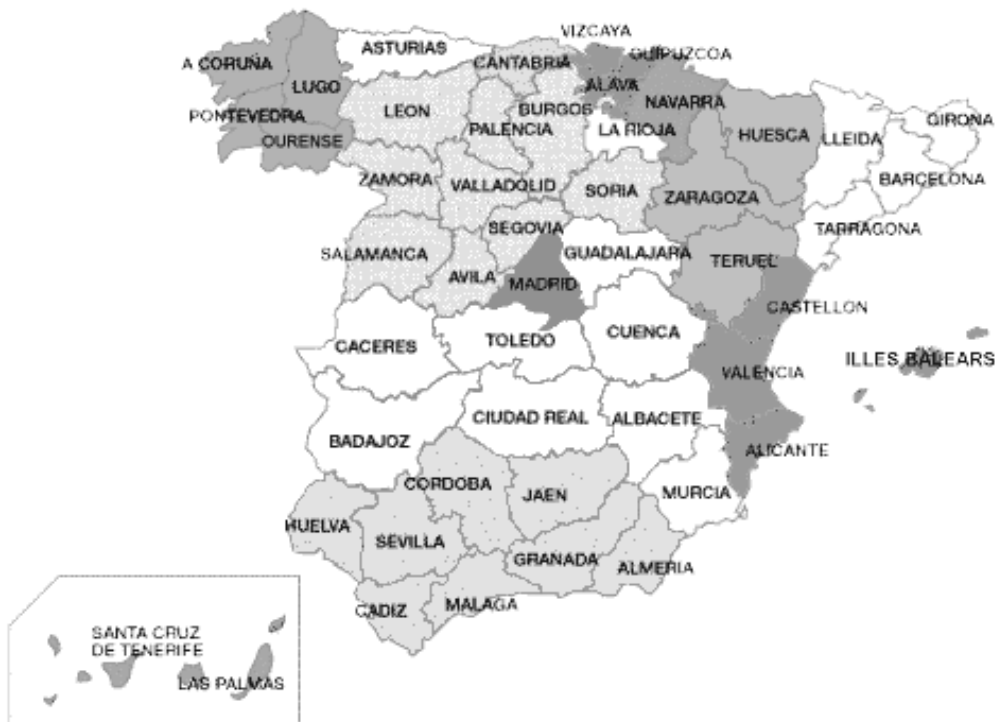 VIZCAYA
ASTURIAS
GUIPUZCOA
A CORUÑA
CANTABRIA
LUGO
ALAVA
LEON
BURGOS
NAVARRA
PONTEVEDRA
PALENCIA
LA RIOJA
HUESCA
LLEIDA
GIRONA
OURENSE
ZAMORA
VALLADOLID
SORIA
ZARAGOZA
BARCELONA
SEGOVIA
TARRAGONA
SALAMANCA
GUADALAJARA
TERUEL
AVILA
MADRID
CASTELLON
CACERES
TOLEDO
CUENCA
ILLES BALEARS
VALENCIA
BADAJOZ
CIUDAD REAL
ALBACETE
ALICANTE
CORDOBA
JAEN
MURCIA
HUELVA
SEVILLA
GRANADA
ALMERIA
CADIZ
MALAGA
SANTA CRUZ
DE TENERIFE
LAS PALMAS